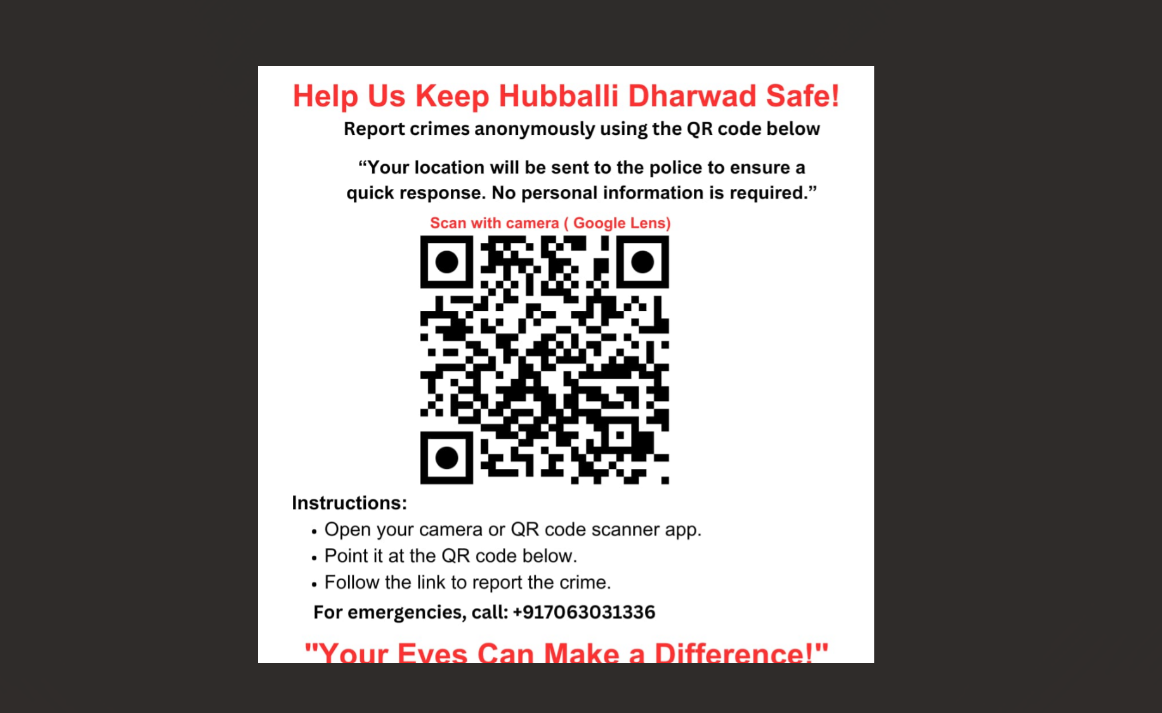 Help Us Keep Hubballi Dharwad Safe!
Report crimes anonymously using the QR code below
“Your location will be sent to the police to ensure a
quick response. No personal information is required.”
Scan with camera ( Google Lens)
Instructions:
• Open your camera or QR code scanner app.
• Point it at the QR code below.
• Follow the link to report the crime.
For emergencies, call: +917063031336
"Your Eyes Can Make a Difference!"